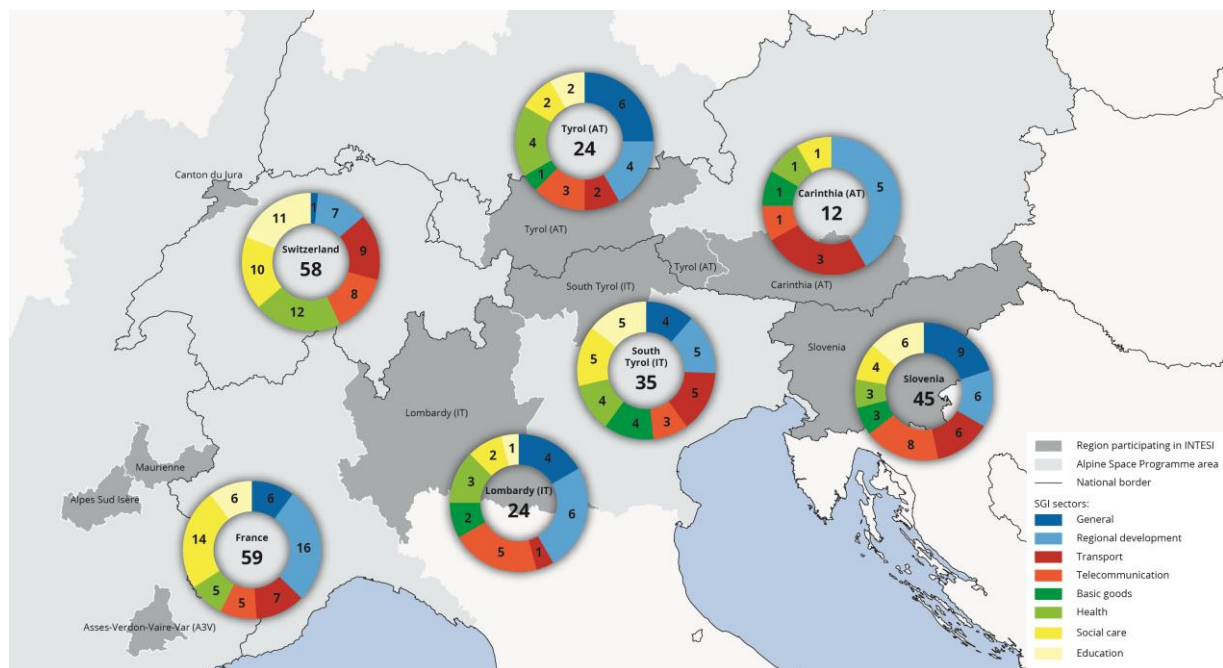 Canton du Jura
Switzerland
58
1
7
9
8
12
10
11
Tyrol (AT)
24
6
4
2
3
1
4
2
2
Carinthia (AT)
12
5
3
1
1
1
1
Tyrol (AT)
South Tyrol (IT)
Tyrol (AT)
Carinthia (AT)
South
Tyrol (IT)
35
4
5
5
3
4
4
5
5
Slovenia
Slovenia
45
9
6
6
8
3
3
4
6
Lombardy (IT)
Lombardy (IT)
24
4
6
1
5
2
3
2
1
Maurienne
Alpes Sud Isère
France
59
6
16
7
5
5
14
6
Asses-Verdon-Vaire-Var (A3V)
Region participating in INTESI
Alpine Space Programme area
National border
SGI sectors:
General
Regional development
Transport
Telecommunication
Basic goods
Health
Social care
Education